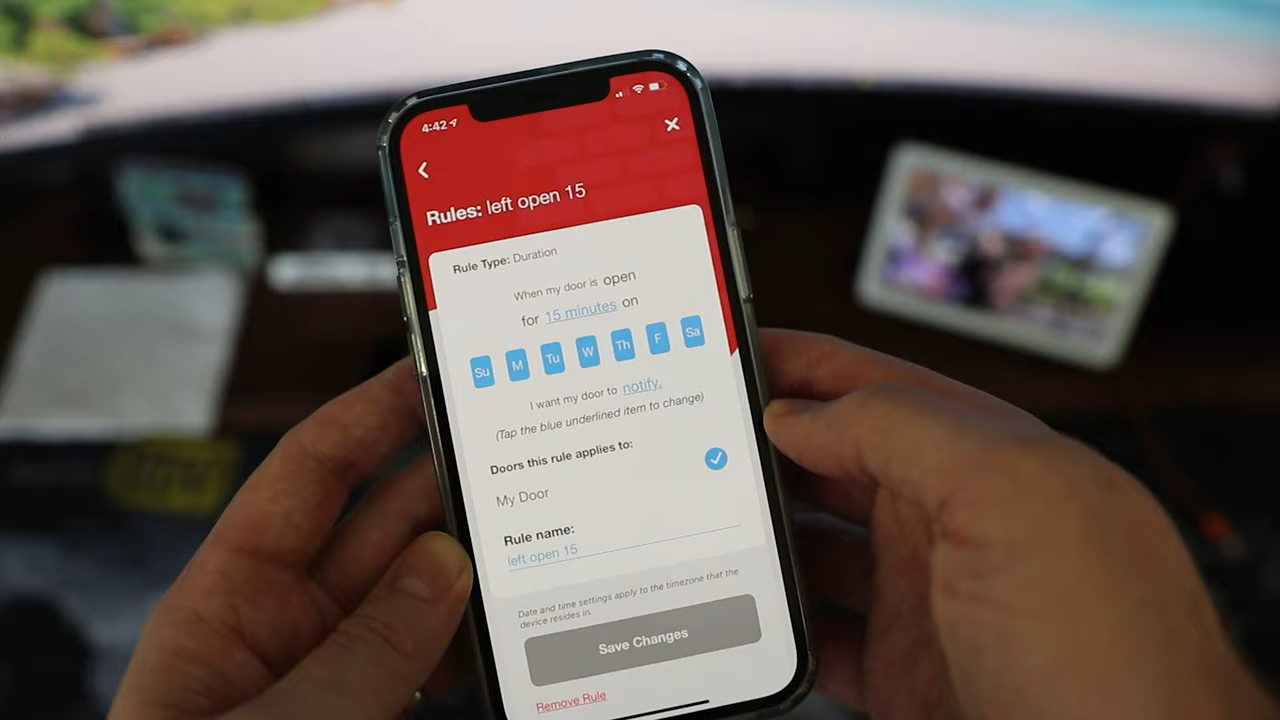 4:42
Rules: left open 15
Rule Type: Duration
When my door is open
for 15 minutes on
Su M Tu W Th F Sa
I want my door to notify.
(Tap the blue underlined item to change)
Doors this rule applies to:
My Door
Rule name:
left open 15
Date and time settings apply to the timezone that the
device resides in.
Save Changes
Remove Rule